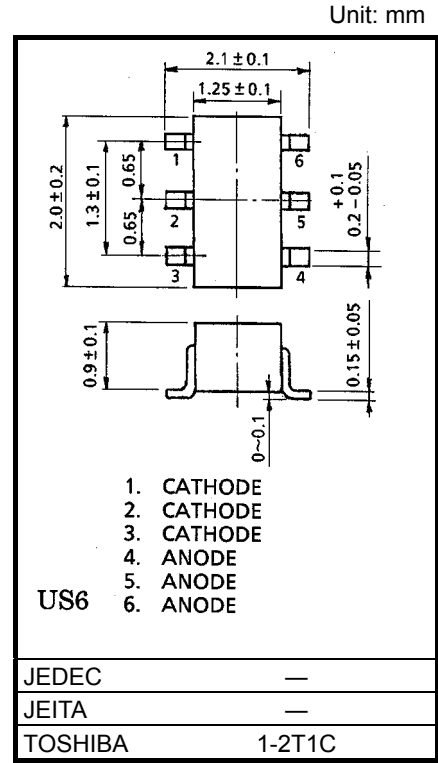 Unit: mm
2.1±0.1
1.25±0.1
2.0±0.2
1.3±0.1
0.65
0.65
1
2
3
6
5
4
+0.1
0.2-0.05
0.9±0.1
0.15±0.05
0~0.1
1. CATHODE
2. CATHODE
3. CATHODE
4. ANODE
5. ANODE
US6 6. ANODE
JEDEC —
JEITA —
TOSHIBA 1-2T1C